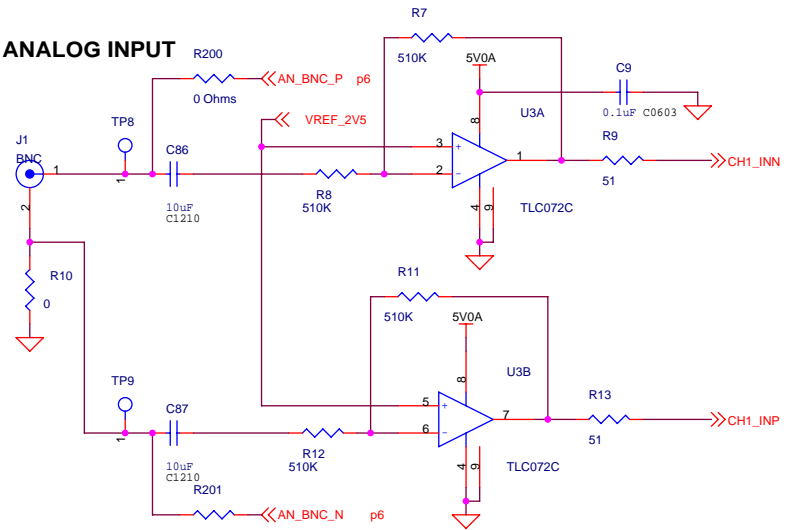 ANALOG INPUT
R7
510K
R200
0 Ohms
AN_BNC_P p6
5V0A
C9
0.1uF C0603
VREF_2V5
U3A
TP8
1
J1
BNC
1
2
C86
10uF
C1210
R8
510K
8
3
+
2
-
1
4
9
TLC072C
R9
51
CH1_INN
R10
0
R11
510K
5V0A
U3B
TP9
1
C87
10uF
C1210
R12
510K
8
5
+
6
-
7
4
9
TLC072C
R13
51
CH1_INP
R201
0 Ohms
AN_BNC_N p6